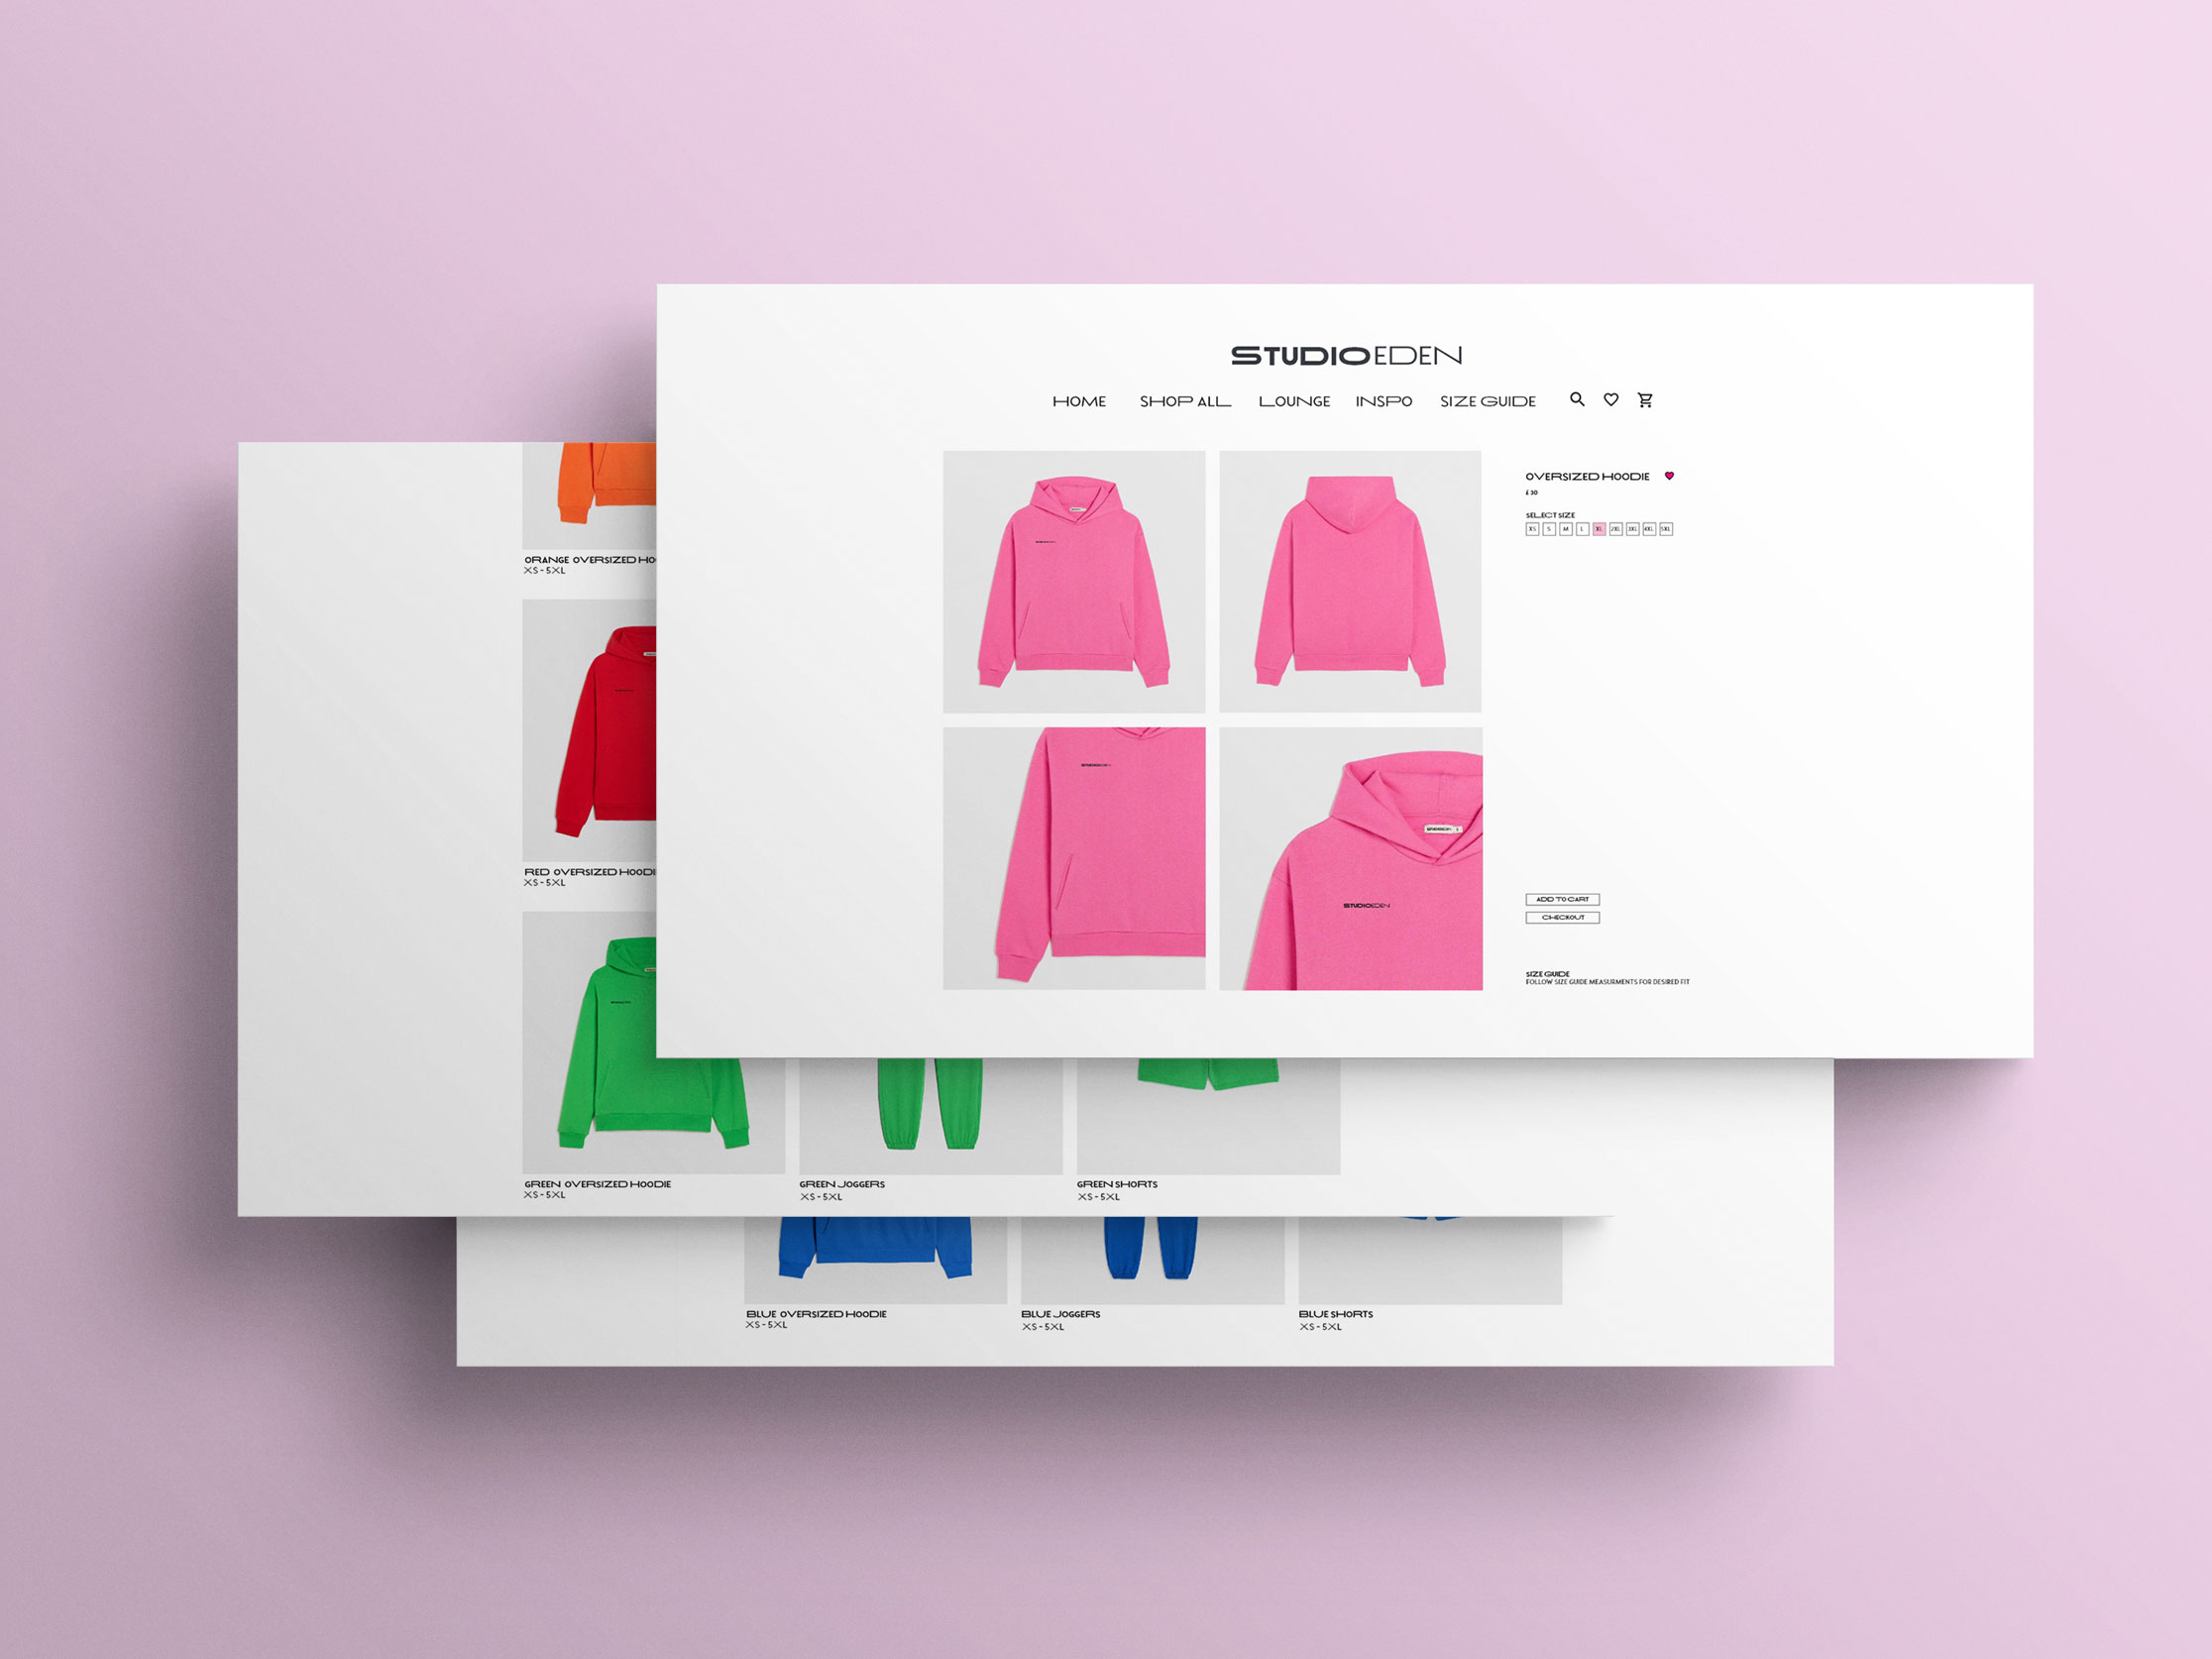 STUDIOEDEN
HOME SHOP ALL LOUNGE INSPO SIZE GUIDE
OVERSIZED HOODIE
£ 30
SELECT SIZE
XS S M L XL 2XL 3XL 4XL 5XL
STUDIOEDEN
STUDIOEDEN
ADD TO CART
CHECKOUT
SIZE GUIDE
FOLLOW SIZE GUIDE MEASURMENTS FOR DESIRED FIT
ORANGE OVERSIZED HO
XS - 5XL
RED OVERSIZED HOODI
XS - 5XL
GREEN OVERSIZED HOODIE
XS - 5XL
GREEN JOGGERS
XS - 5XL
GREEN SHORTS
XS - 5XL
BLUE OVERSIZED HOODIE
XS - 5XL
BLUE JOGGERS
XS - 5XL
BLUE SHORTS
XS - 5XL